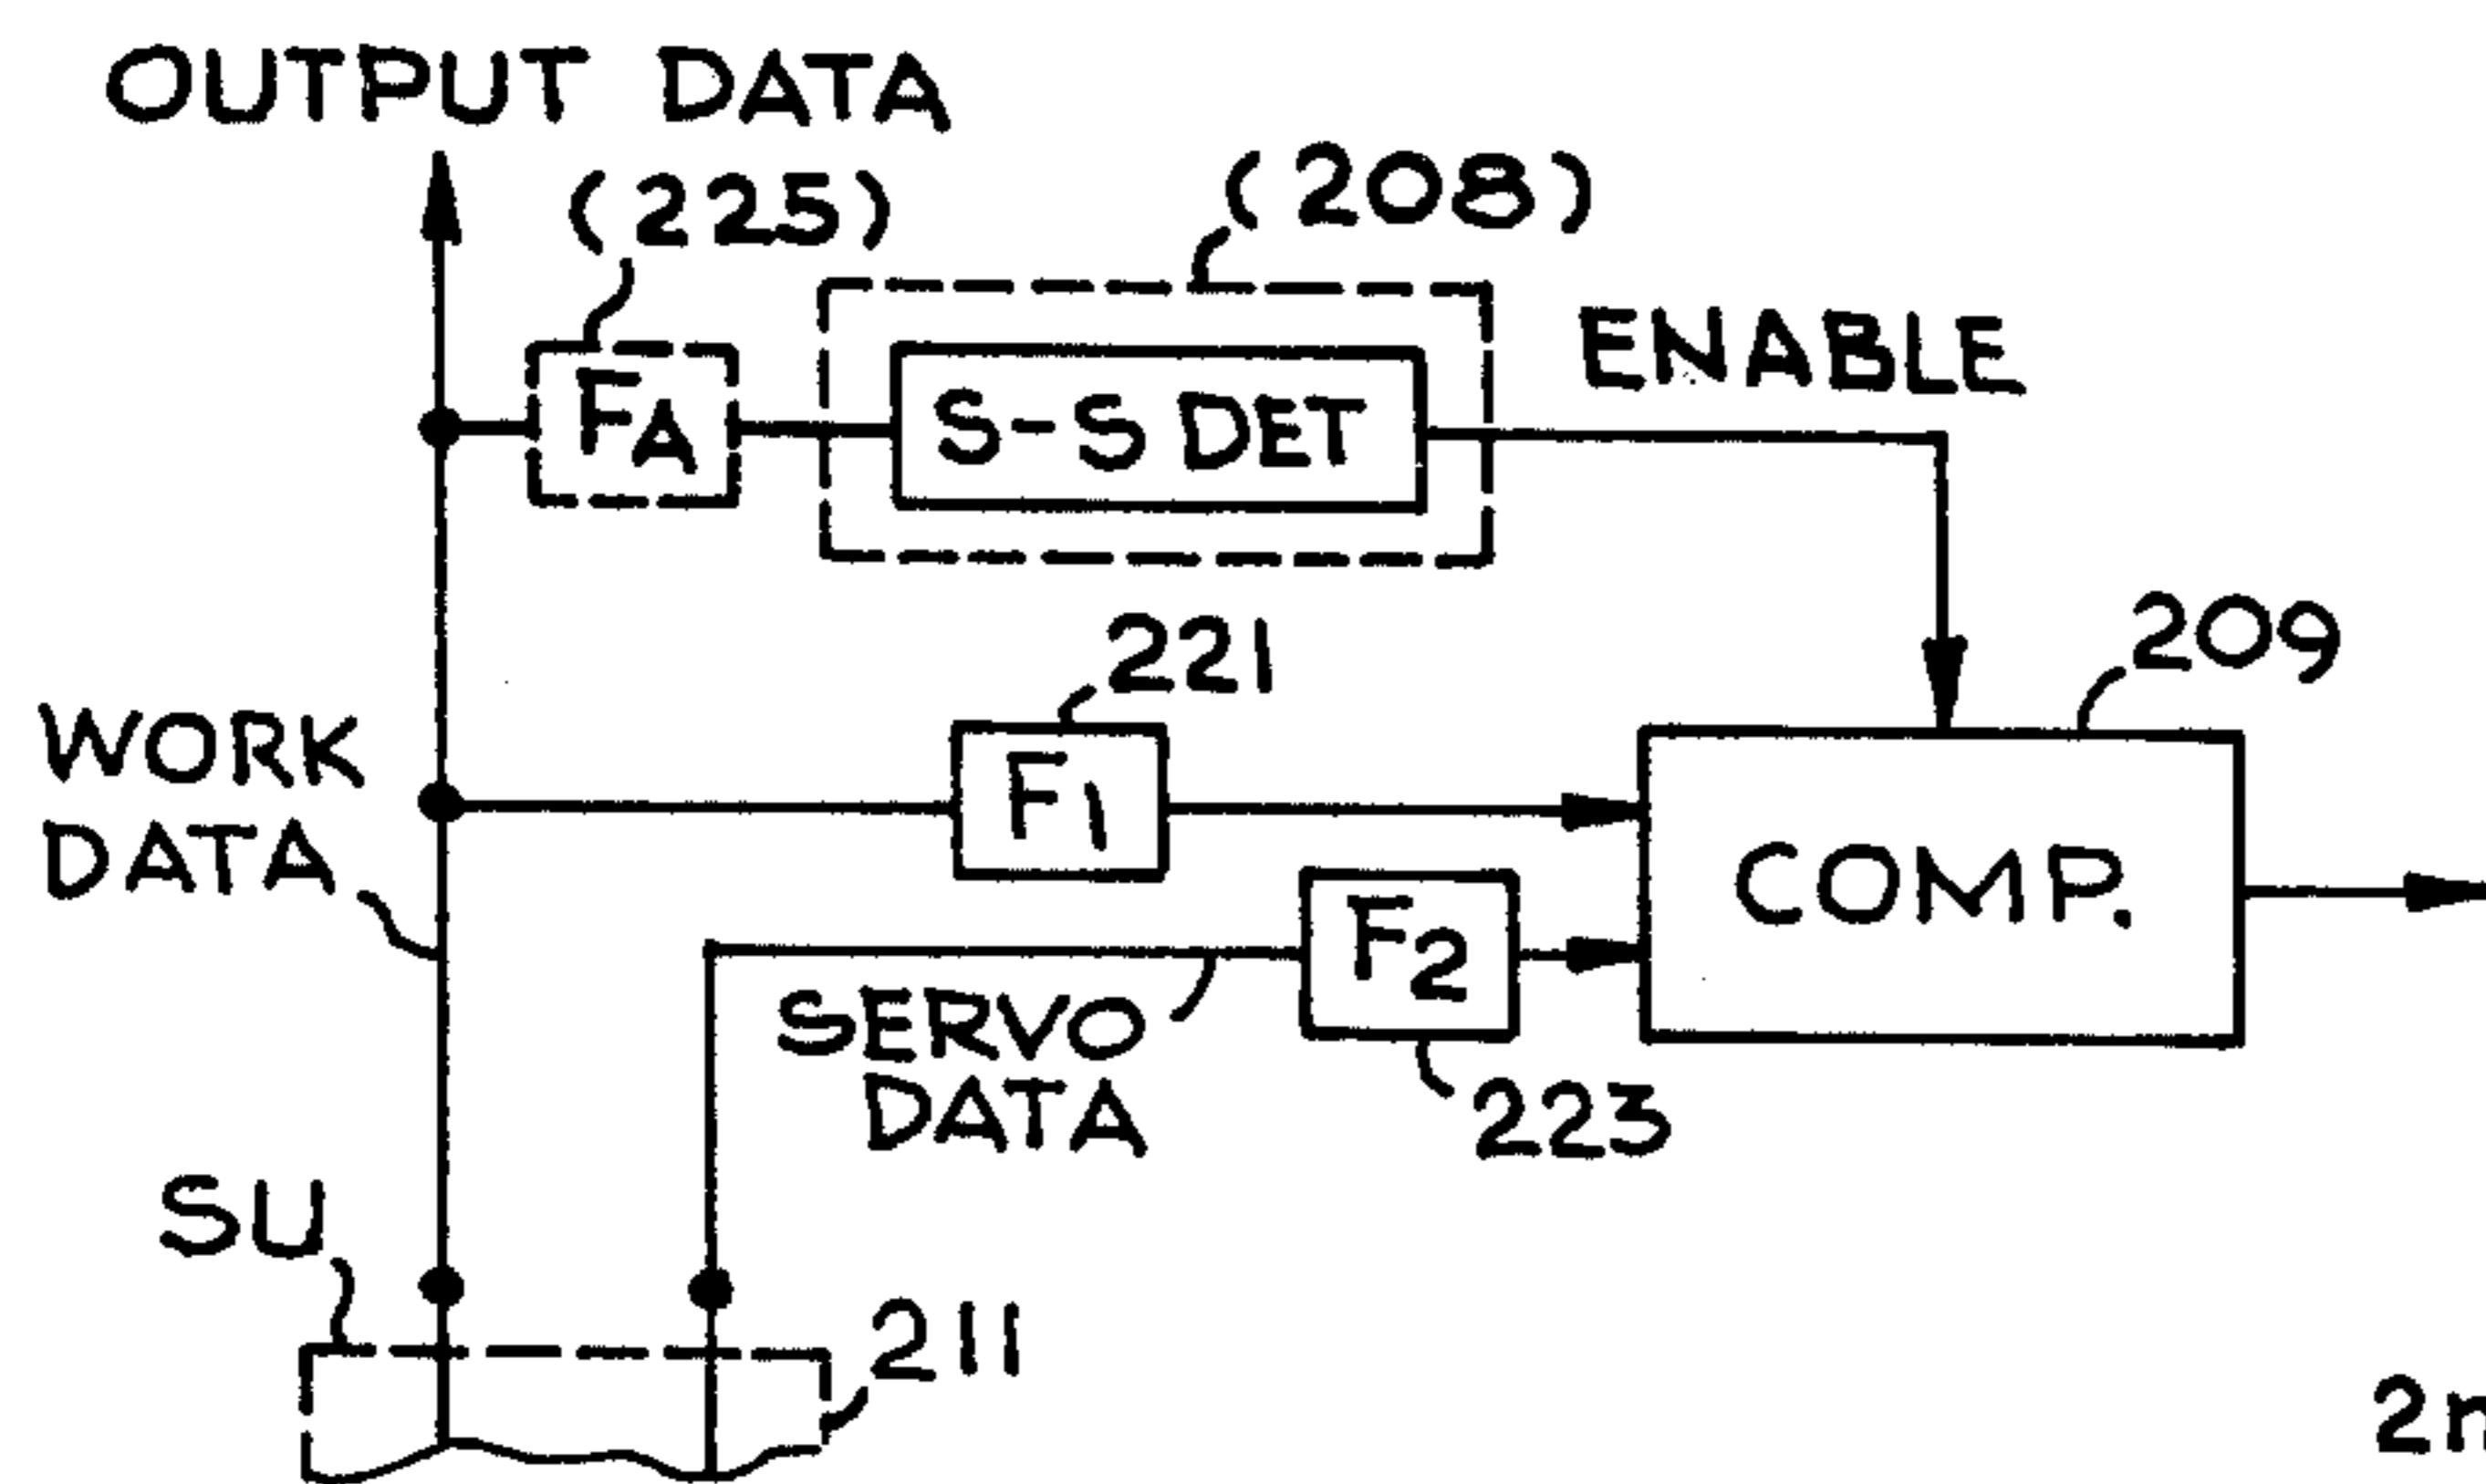 OUTPUT DATA
(225)
(208)
FA
S-S DET
ENABLE
221
209
WORK
DATA
F1
COMP.
F2
SERVO
DATA
223
SU
211